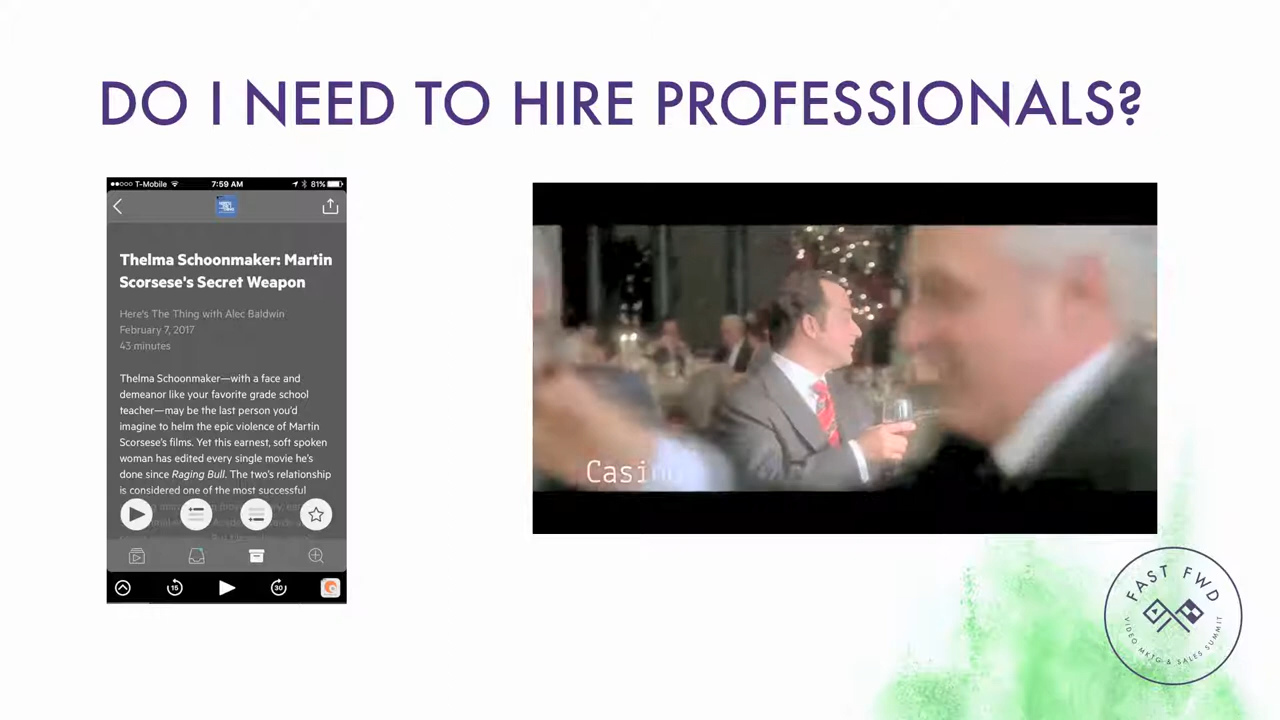 DO I NEED TO HIRE PROFESSIONALS?
T-Mobile 7:59 AM 81%
Thelma Schoonmaker: Martin
Scorsese's Secret Weapon
Here's The Thing with Alec Baldwin
February 7, 2017
43 minutes
Thelma Schoonmaker—with a face and
demeanor like your favorite grade school
teacher—may be the last person you'd
imagine to helm the epic violence of Martin
Scorsese's films. Yet this earnest, soft spoken
woman has edited every single movie he's
done since Raging Bull. The two's relationship
is considered one of the most successful
15 30
Casi
FAST FWD
VIDEO MKTG & SALES SUMMIT